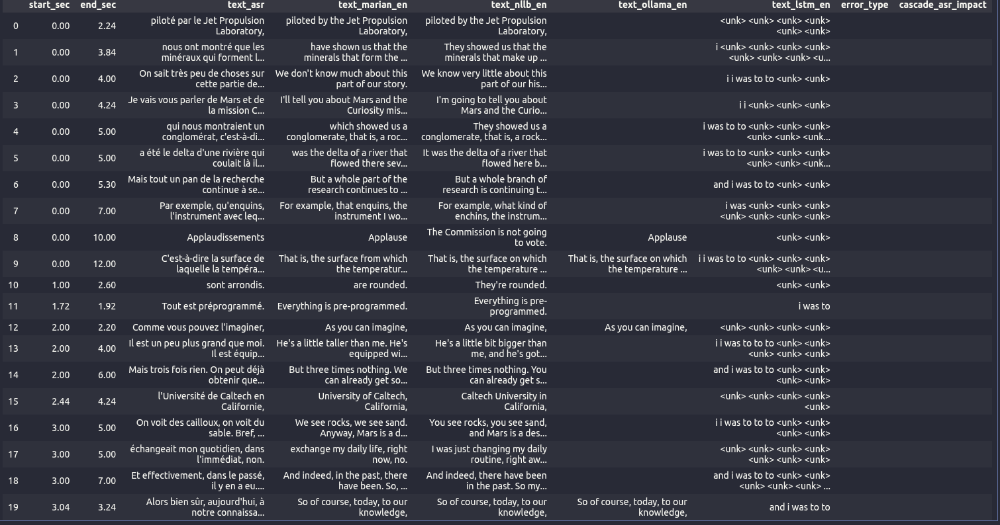 start_sec end_sec text_asr text_marian_en text_nllb_en text_ollama_en text_lstm_en error_type cascade_asr_impact
0 0.00 2.24 piloté par le Jet Propulsion Laboratory, piloted by the Jet Propulsion Laboratory, piloted by the Jet Propulsion Laboratory, <unk> <unk> <unk> <unk> <unk> <unk>
1 0.00 3.84 nous ont montré que les minéraux qui forment l... have shown us that the minerals that form the ... They showed us that the minerals that make up ... i <unk> <unk> <unk> <unk> <unk> <unk> <unk> <u...
2 0.00 4.00 On sait très peu de choses sur cette partie de... We don't know much about this part of our story. We know very little about this part of our his... i i was to to <unk> <unk>
3 0.00 4.24 Je vais vous parler de Mars et de la mission C... I'll tell you about Mars and the Curiosity mis... I'm going to tell you about Mars and the Curio... i i <unk> <unk> <unk>
4 0.00 5.00 qui nous montraient un conglomérat, c'est-à-di... which showed us a conglomerate, that is, a roc... They showed us a conglomerate, that is, a rock... i was to to <unk> <unk> <unk> <unk> <unk> <unk...
5 0.00 5.00 a été le delta d'une rivière qui coulait là il... was the delta of a river that flowed there sev... It was the delta of a river that flowed here b... i was to to <unk> <unk> <unk> <unk> <unk> <unk...
6 0.00 5.30 Mais tout un pan de la recherche continue à se... But a whole part of the research continues to ... But a whole branch of research is continuing t... and i was to to <unk>
7 0.00 7.00 Par exemple, qu'enquins, l'instrument avec leq... For example, that enquins, the instrument I wo... For example, what kind of enchins, the instrum... i was <unk> <unk> <unk> <unk> <unk> <unk> <unk>
8 0.00 10.00 Applaudissements Applause The Commission is not going to vote. Applause <unk> <unk>
9 0.00 12.00 C'est-à-dire la surface de laquelle la tempéra... That is, the surface from which the temperatur... That is, the surface on which the temperature ... That is, the surface on which the temperature ... i i was to to <unk> <unk> <unk> <unk> <unk> <u...
10 1.00 2.60 sont arrondis. are rounded. They're rounded. <unk> <unk>
11 1.72 1.92 Tout est préprogrammé. Everything is pre-programmed. Everything is pre-programmed. i was to
12 2.00 2.20 Comme vous pouvez l'imaginer, As you can imagine, As you can imagine, As you can imagine, <unk> <unk> <unk> <unk>
13 2.00 4.00 Il est un peu plus grand que moi. Il est équip... He's a little taller than me. He's equipped wi... He's a little bit bigger than me, and he's got... i i was to to to <unk> <unk> <unk> <unk>
14 2.00 6.00 Mais trois fois rien. On peut déjà obtenir que... But three times nothing. We can already get so... But three times nothing. You can already get s... and i was to to <unk> <unk> <unk>
15 2.44 4.24 l'Université de Caltech en Californie, University of Caltech, California, Caltech University in California, <unk> <unk> <unk> <unk> <unk>
16 3.00 5.00 On voit des cailloux, on voit du sable. Bref, ... We see rocks, we see sand. Anyway, Mars is a d... You see rocks, you see sand, and Mars is a des... i i was to to to <unk> <unk> <unk> <unk>
17 3.00 5.00 échangeait mon quotidien, dans l'immédiat, non. exchange my daily life, right now, no. I was just changing my daily routine, right aw... <unk> <unk> <unk> <unk> <unk> <unk> <unk>
18 3.00 7.00 Et effectivement, dans le passé, il y en a eu.... And indeed, in the past, there have been. So, ... And indeed, there have been in the past. So my... and i was to to <unk> <unk> <unk> <unk> <unk> ...
19 3.04 3.24 Alors bien sûr, aujourd'hui, à notre connaissa... So of course, today, to our knowledge, So of course, today, to our knowledge, So of course, today, to our knowledge, and i was to to